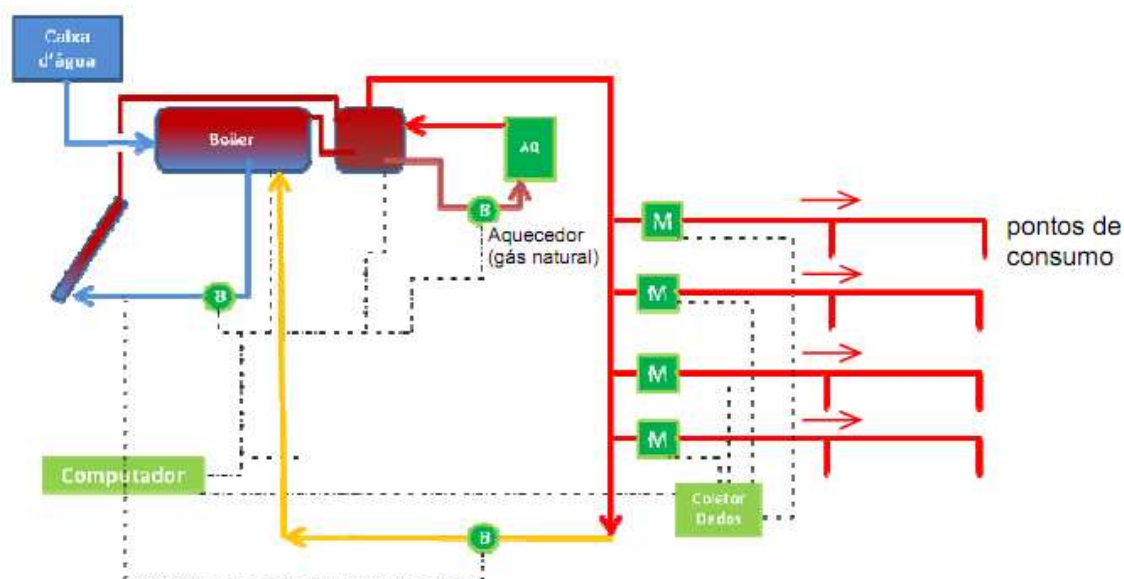 Caixa
d'água
Boiler
AQ
B
Aquecedor
(gás natural)
B
M
pontos de
consumo
M
M
M
Computador
Coletor
Dados
B